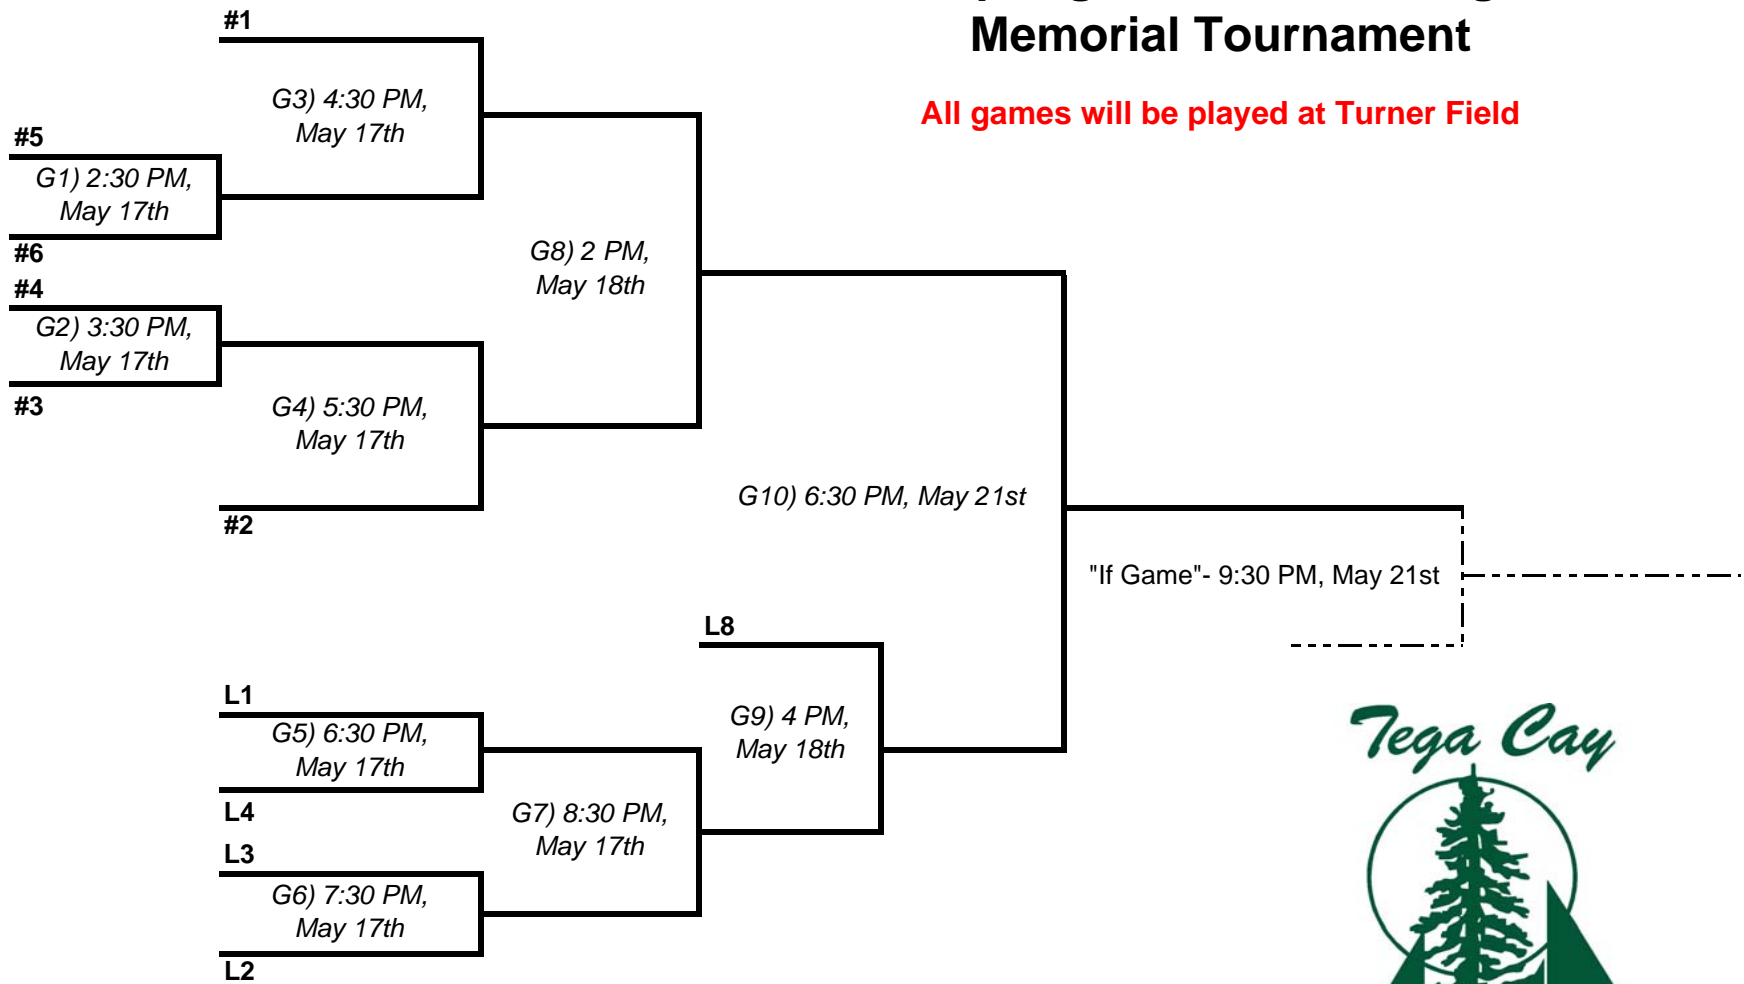 #1
Memorial Tournament
G3) 4:30 PM,
May 17th
All games will be played at Turner Field
#5
G1) 2:30 PM,
May 17th
#6
G8) 2 PM,
May 18th
#4
G2) 3:30 PM,
May 17th
#3
G4) 5:30 PM,
May 17th
G10) 6:30 PM, May 21st
#2
"If Game"- 9:30 PM, May 21st
L8
L1
G5) 6:30 PM,
May 17th
G9) 4 PM,
May 18th
Tega Cay
L4
G7) 8:30 PM,
May 17th
L3
G6) 7:30 PM,
May 17th
L2